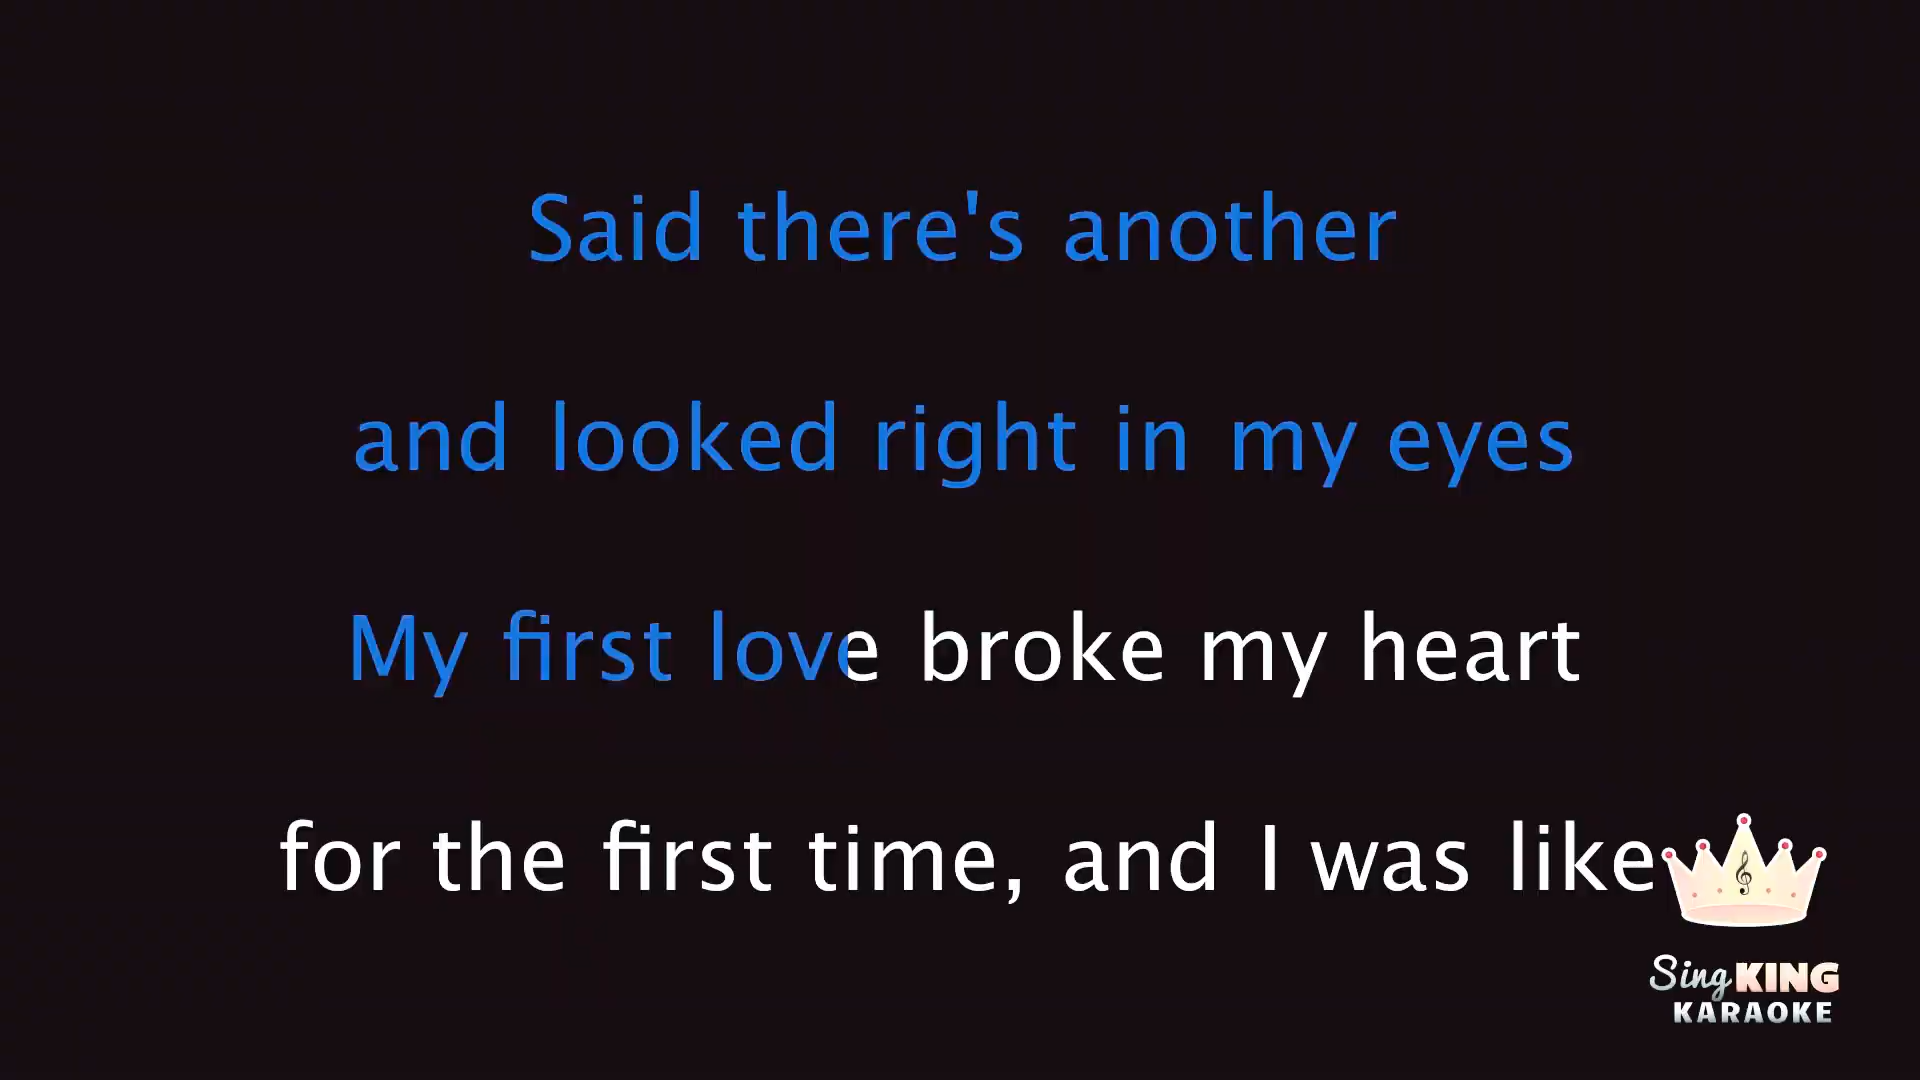 Said there's another
and looked right in my eyes
My first love broke my heart
for the first time, and I was like
Sing KING
KARAOKE